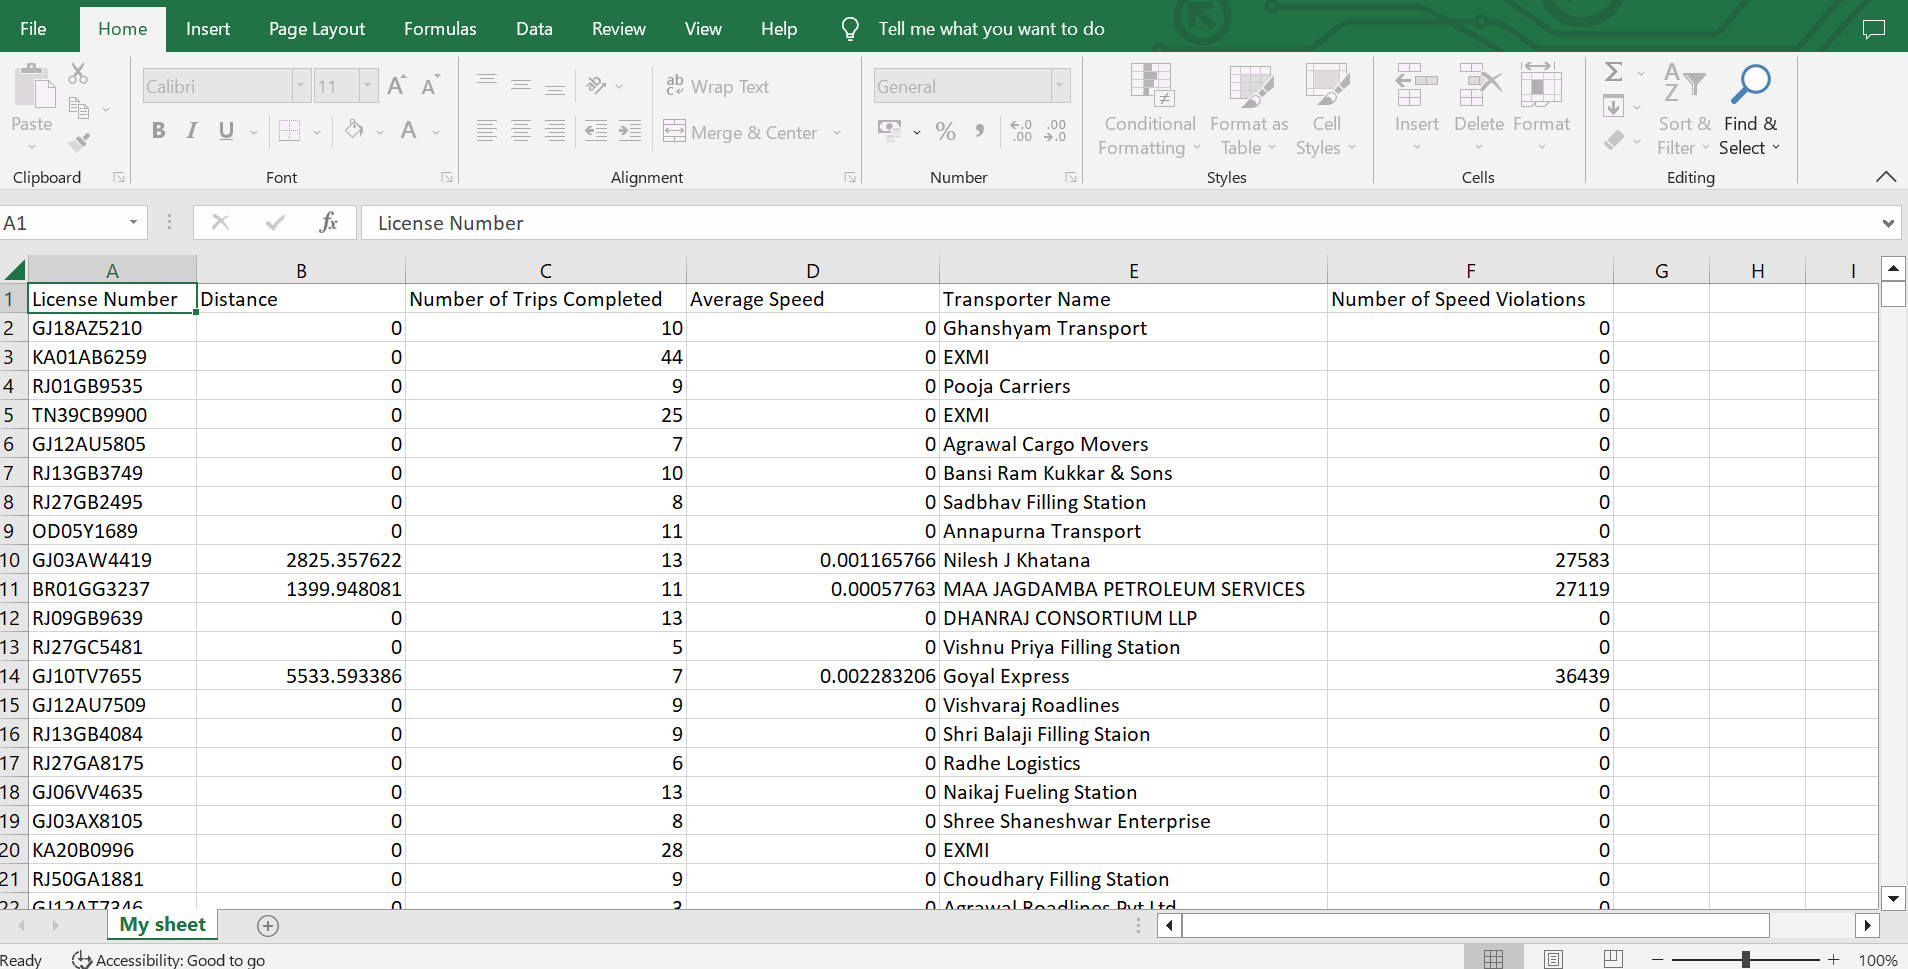 File Home Insert Page Layout Formulas Data Review View Help Tell me what you want to do
Calibri 11 A A ab Wrap Text General
Paste B I U A Merge & Center % Conditional Formatting Format as Table Cell Styles Insert Delete Format Sort & Filter Find & Select
Clipboard Font Alignment Number Styles Cells Editing
A1 fx License Number
A B C D E F G H I
1 License Number Distance Number of Trips Completed Average Speed Transporter Name Number of Speed Violations
2 GJ18AZ5210 0 10 0 Ghanshyam Transport 0
3 KA01AB6259 0 44 0 EXMI 0
4 RJ01GB9535 0 9 0 Pooja Carriers 0
5 TN39CB9900 0 25 0 EXMI 0
6 GJ12AU5805 0 7 0 Agrawal Cargo Movers 0
7 RJ13GB3749 0 10 0 Bansi Ram Kukkar & Sons 0
8 RJ27GB2495 0 8 0 Sadbhav Filling Station 0
9 OD05Y1689 0 11 0 Annapurna Transport 0
10 GJ03AW4419 2825.357622 13 0.001165766 Nilesh J Khatana 27583
11 BR01GG3237 1399.948081 11 0.00057763 MAA JAGDAMBA PETROLEUM SERVICES 27119
12 RJ09GB9639 0 13 0 DHANRAJ CONSORTIUM LLP 0
13 RJ27GC5481 0 5 0 Vishnu Priya Filling Station 0
14 GJ10TV7655 5533.593386 7 0.002283206 Goyal Express 36439
15 GJ12AU7509 0 9 0 Vishvaraj Roadlines 0
16 RJ13GB4084 0 9 0 Shri Balaji Filling Staion 0
17 RJ27GA8175 0 6 0 Radhe Logistics 0
18 GJ06VV4635 0 13 0 Naikaj Fueling Station 0
19 GJ03AX8105 0 8 0 Shree Shaneshwar Enterprise 0
20 KA20B0996 0 28 0 EXMI 0
21 RJ50GA1881 0 9 0 Choudhary Filling Station 0
22 GJ12AT7346 0 3 0 Agrawal Roadlines Pvt Ltd 0
My sheet
Ready Accessibility: Good to go 100%